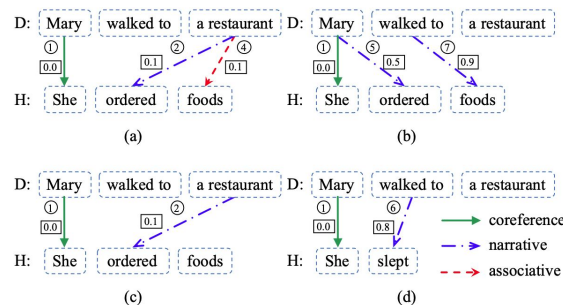 D: Mary walked to a restaurant
① ② ④
0.0 0.1 0.1
H: She ordered foods
(a)
D: Mary walked to a restaurant
① ⑤ ⑦
0.0 0.5 0.9
H: She ordered foods
(b)
D: Mary walked to a restaurant
① ②
0.0 0.1
H: She ordered foods
(c)
D: Mary walked to a restaurant
① ⑥
0.0 0.8
H: She slept
(d)
coreference
narrative
associative